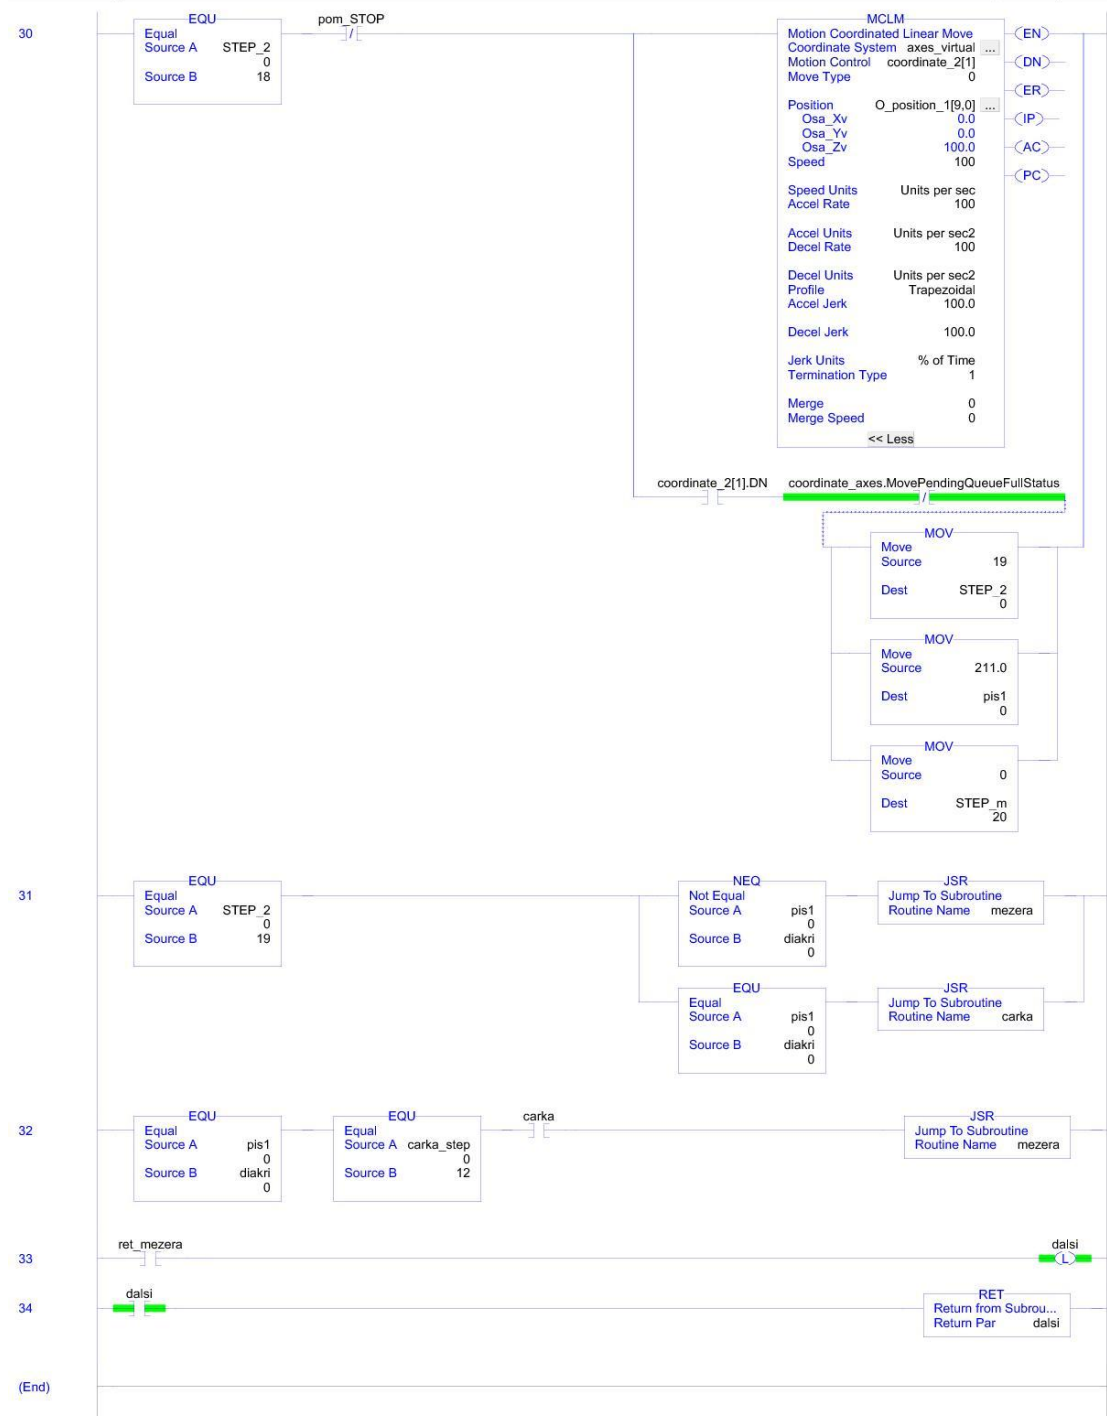 30
EQU
Equal
Source A STEP_2
0
Source B 18
pom_STOP
MCLM
Motion Coordinated Linear Move
Coordinate System axes_virtual ...
Motion Control coordinate_2[1]
Move Type 0
Position O_position_1[9,0] ...
Osa_Xv 0.0
Osa_Yv 0.0
Osa_Zv 100.0
Speed 100
Speed Units Units per sec
Accel Rate 100
Accel Units Units per sec2
Decel Rate 100
Decel Units Units per sec2
Profile Trapezoidal
Accel Jerk 100.0
Decel Jerk 100.0
Jerk Units % of Time
Termination Type 1
Merge 0
Merge Speed 0
<< Less
EN
DN
ER
IP
AC
PC
coordinate_2[1].DN
coordinate_axes.MovePendingQueueFullStatus
MOV
Move
Source 19
Dest STEP_2
0
MOV
Move
Source 211.0
Dest pis1
0
MOV
Move
Source 0
Dest STEP_m
20
31
EQU
Equal
Source A STEP_2
0
Source B 19
NEQ
Not Equal
Source A pis1
0
Source B diakri
0
JSR
Jump To Subroutine
Routine Name mezera
EQU
Equal
Source A pis1
0
Source B diakri
0
JSR
Jump To Subroutine
Routine Name carka
32
EQU
Equal
Source A pis1
0
Source B diakri
0
EQU
Equal
Source A carka_step
0
Source B 12
carka
JSR
Jump To Subroutine
Routine Name mezera
33
ret_mezera
dalsi
L
34
dalsi
RET
Return from Subrou...
Return Par dalsi
(End)